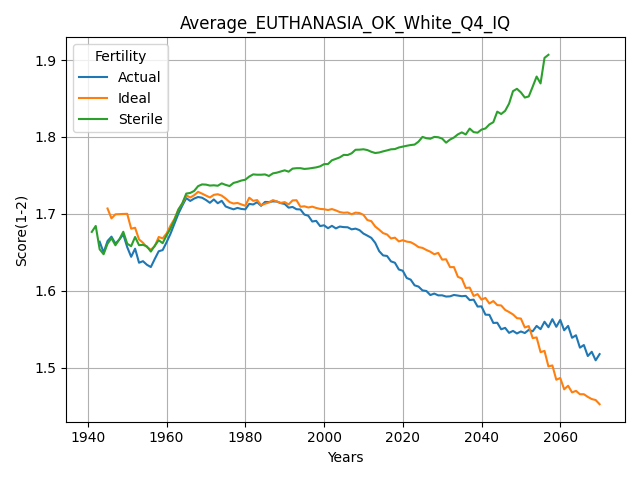 Average_EUTHANASIA_OK_White_Q4_IQ
Fertility
Actual
Ideal
Sterile
Score(1-2)
1.9
1.8
1.7
1.6
1.5
1940
1960
1980
2000
2020
2040
2060
Years